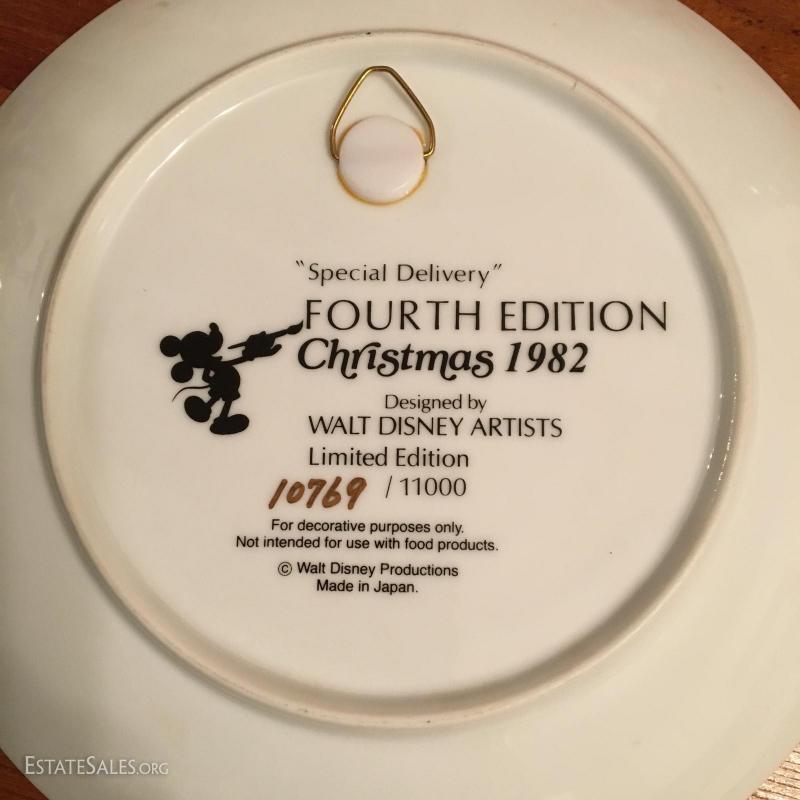 "Special Delivery"
FOURTH EDITION
Christmas 1982
Designed by
WALT DISNEY ARTISTS
Limited Edition
10769 / 11000
For decorative purposes only.
Not intended for use with food products.
© Walt Disney Productions
Made in Japan.
ESTATESALES.ORG